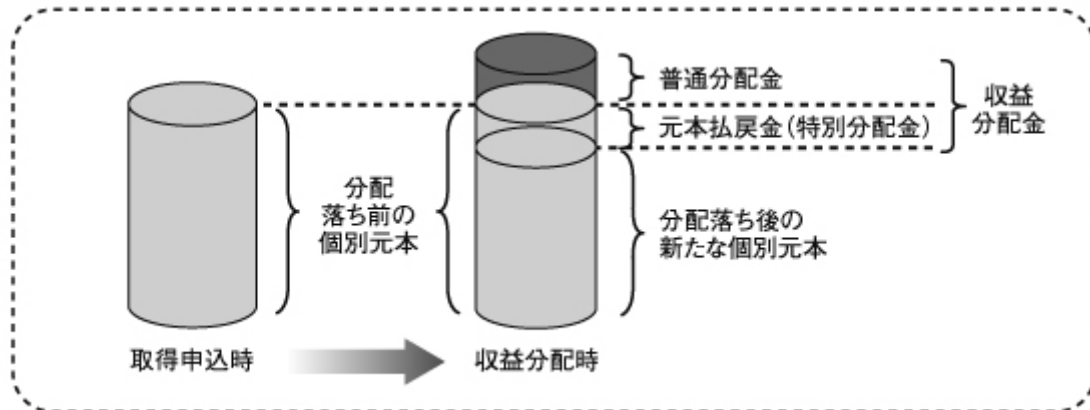 普通分配金
元本払戻金(特別分配金)
収益
分配金
分配
落ち前の
個別元本
分配落ち後の
新たな個別元本
取得申込時
収益分配時